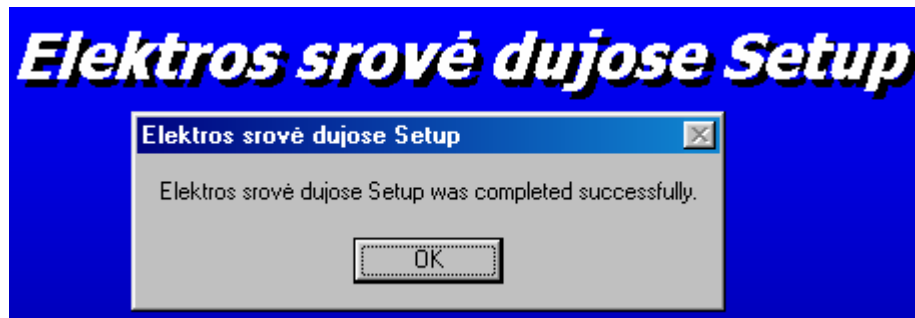 Elektros srovė dujose Setup
Elektros srovė dujose Setup
Elektros srovė dujose Setup was completed successfully.
OK